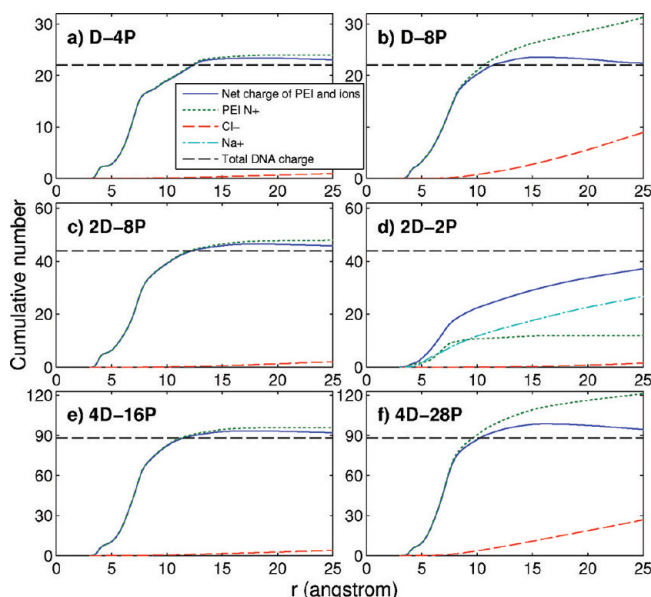 a) D−4P
b) D−8P
30
20
10
0
0 5 10 15 20 25
Net charge of PEI and ions
PEI N+
Cl−
Na+
Total DNA charge
30
20
10
0
0 5 10 15 20 25
c) 2D−8P
d) 2D−2P
60
40
20
0
0 5 10 15 20 25
60
40
20
0
0 5 10 15 20 25
Cumulative number
e) 4D−16P
f) 4D−28P
120
90
60
30
0
0 5 10 15 20 25
120
90
60
30
0
0 5 10 15 20 25
r (angstrom)
r (angstrom)